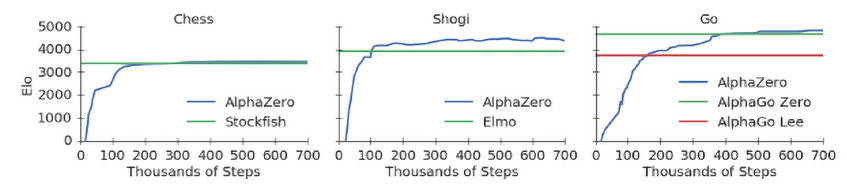 Chess
Shogi
Go
Elo
5000
4000
3000
2000
1000
0
AlphaZero
Stockfish
AlphaZero
Elmo
AlphaZero
AlphaGo Zero
AlphaGo Lee
0 100 200 300 400 500 600 700
0 100 200 300 400 500 600 700
0 100 200 300 400 500 600 700
Thousands of Steps
Thousands of Steps
Thousands of Steps